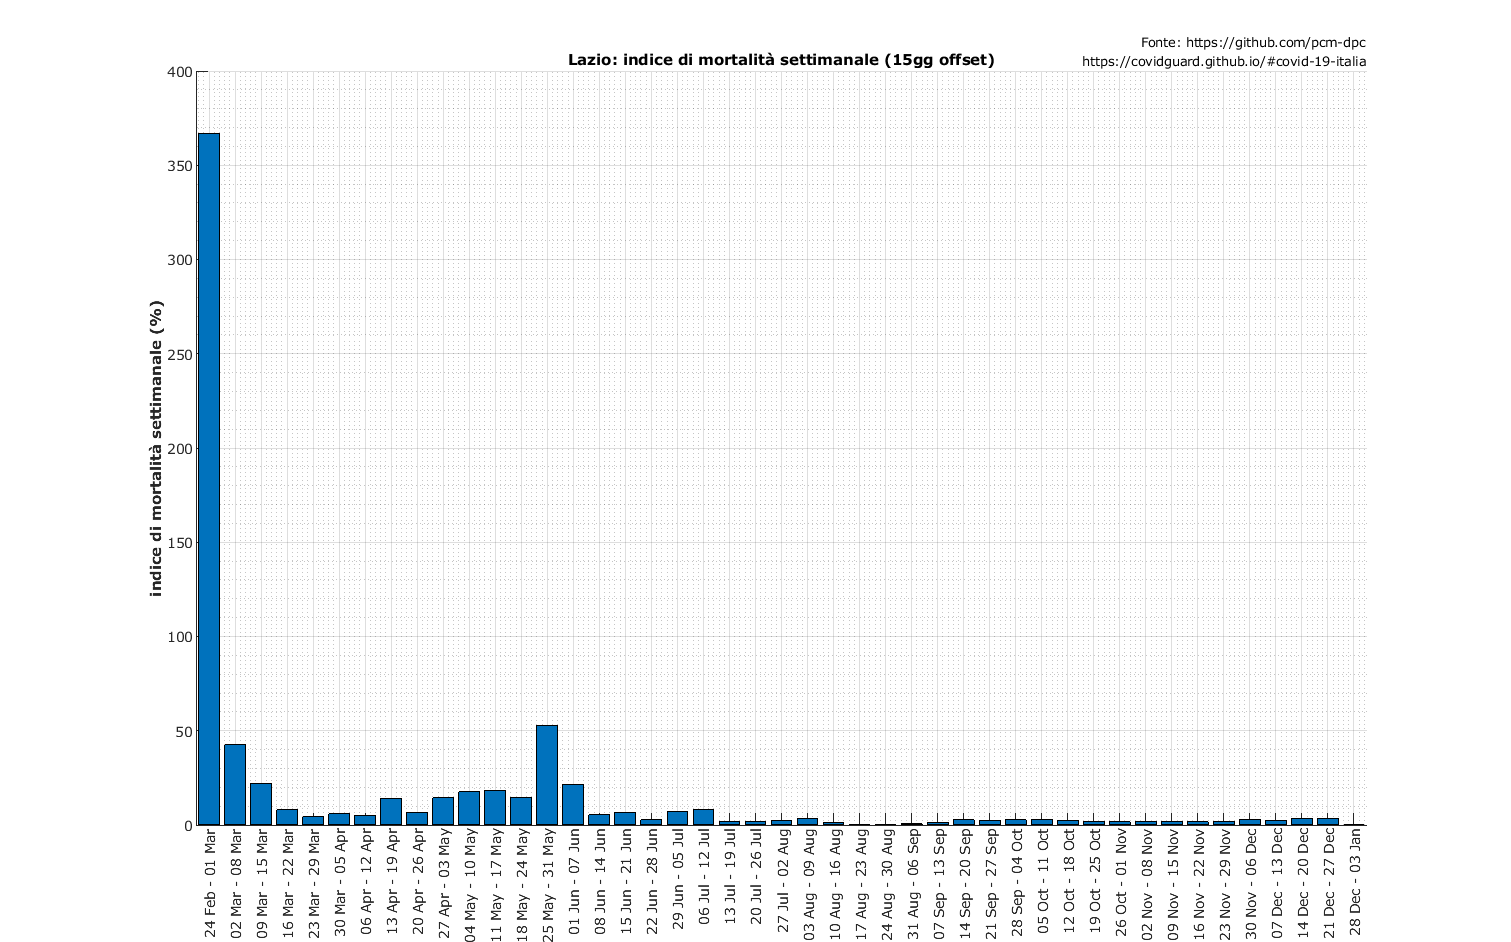 Fonte: https://github.com/pcm-dpc
https://covidguard.github.io/#covid-19-italia
Lazio: indice di mortalità settimanale (15gg offset)
indice di mortalità settimanale (%)
400
350
300
250
200
150
100
50
0
24 Feb - 01 Mar
02 Mar - 08 Mar
09 Mar - 15 Mar
16 Mar - 22 Mar
23 Mar - 29 Mar
30 Mar - 05 Apr
06 Apr - 12 Apr
13 Apr - 19 Apr
20 Apr - 26 Apr
27 Apr - 03 May
04 May - 10 May
11 May - 17 May
18 May - 24 May
25 May - 31 May
01 Jun - 07 Jun
08 Jun - 14 Jun
15 Jun - 21 Jun
22 Jun - 28 Jun
29 Jun - 05 Jul
06 Jul - 12 Jul
13 Jul - 19 Jul
20 Jul - 26 Jul
27 Jul - 02 Aug
03 Aug - 09 Aug
10 Aug - 16 Aug
17 Aug - 23 Aug
24 Aug - 30 Aug
31 Aug - 06 Sep
07 Sep - 13 Sep
14 Sep - 20 Sep
21 Sep - 27 Sep
28 Sep - 04 Oct
05 Oct - 11 Oct
12 Oct - 18 Oct
19 Oct - 25 Oct
26 Oct - 01 Nov
02 Nov - 08 Nov
09 Nov - 15 Nov
16 Nov - 22 Nov
23 Nov - 29 Nov
30 Nov - 06 Dec
07 Dec - 13 Dec
14 Dec - 20 Dec
21 Dec - 27 Dec
28 Dec - 03 Jan